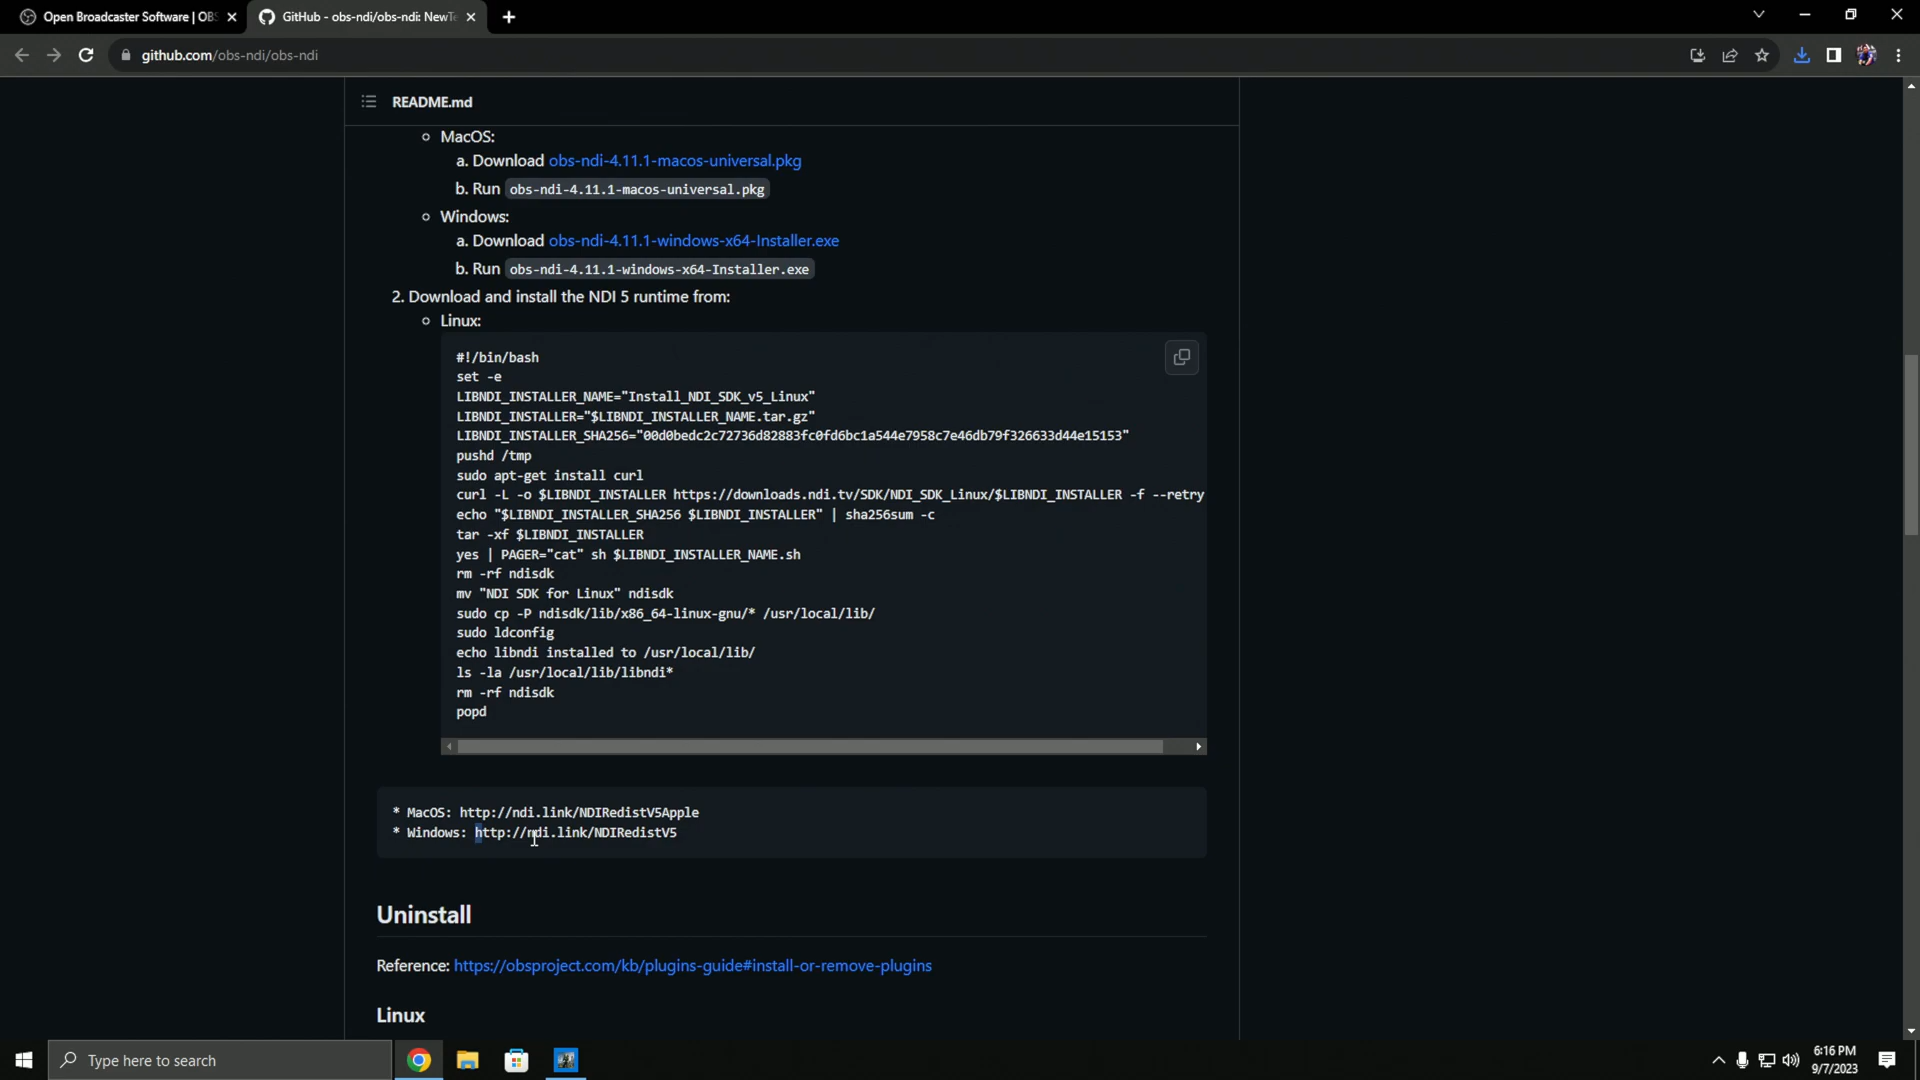 Open Broadcaster Software | OBS
GitHub - obs-ndi/obs-ndi: NewTe
github.com/obs-ndi/obs-ndi
README.md
MacOS:
a. Download obs-ndi-4.11.1-macos-universal.pkg
b. Run obs-ndi-4.11.1-macos-universal.pkg
Windows:
a. Download obs-ndi-4.11.1-windows-x64-Installer.exe
b. Run obs-ndi-4.11.1-windows-x64-Installer.exe
2. Download and install the NDI 5 runtime from:
Linux:
#!/bin/bash
set -e
LIBNDI_INSTALLER_NAME="Install_NDI_SDK_v5_Linux"
LIBNDI_INSTALLER="$LIBNDI_INSTALLER_NAME.tar.gz"
LIBNDI_INSTALLER_SHA256="00d0bedc2c72736d82883fc0fd6bc1a544e7958c7e46db79f326633d44e15153"
pushd /tmp
sudo apt-get install curl
curl -L -o $LIBNDI_INSTALLER https://downloads.ndi.tv/SDK/NDI_SDK_Linux/$LIBNDI_INSTALLER -f --retry
echo "$LIBNDI_INSTALLER_SHA256 $LIBNDI_INSTALLER" | sha256sum -c
tar -xf $LIBNDI_INSTALLER
yes | PAGER="cat" sh $LIBNDI_INSTALLER_NAME.sh
rm -rf ndisdk
mv "NDI SDK for Linux" ndisdk
sudo cp -P ndisdk/lib/x86_64-linux-gnu/* /usr/local/lib/
sudo ldconfig
echo libndi installed to /usr/local/lib/
ls -la /usr/local/lib/libndi*
rm -rf ndisdk
popd
* MacOS: http://ndi.link/NDIRedistV5Apple
* Windows: http://ndi.link/NDIRedistV5
Uninstall
Reference: https://obsproject.com/kb/plugins-guide#install-or-remove-plugins
Linux
Type here to search
6:16 PM
9/7/2023